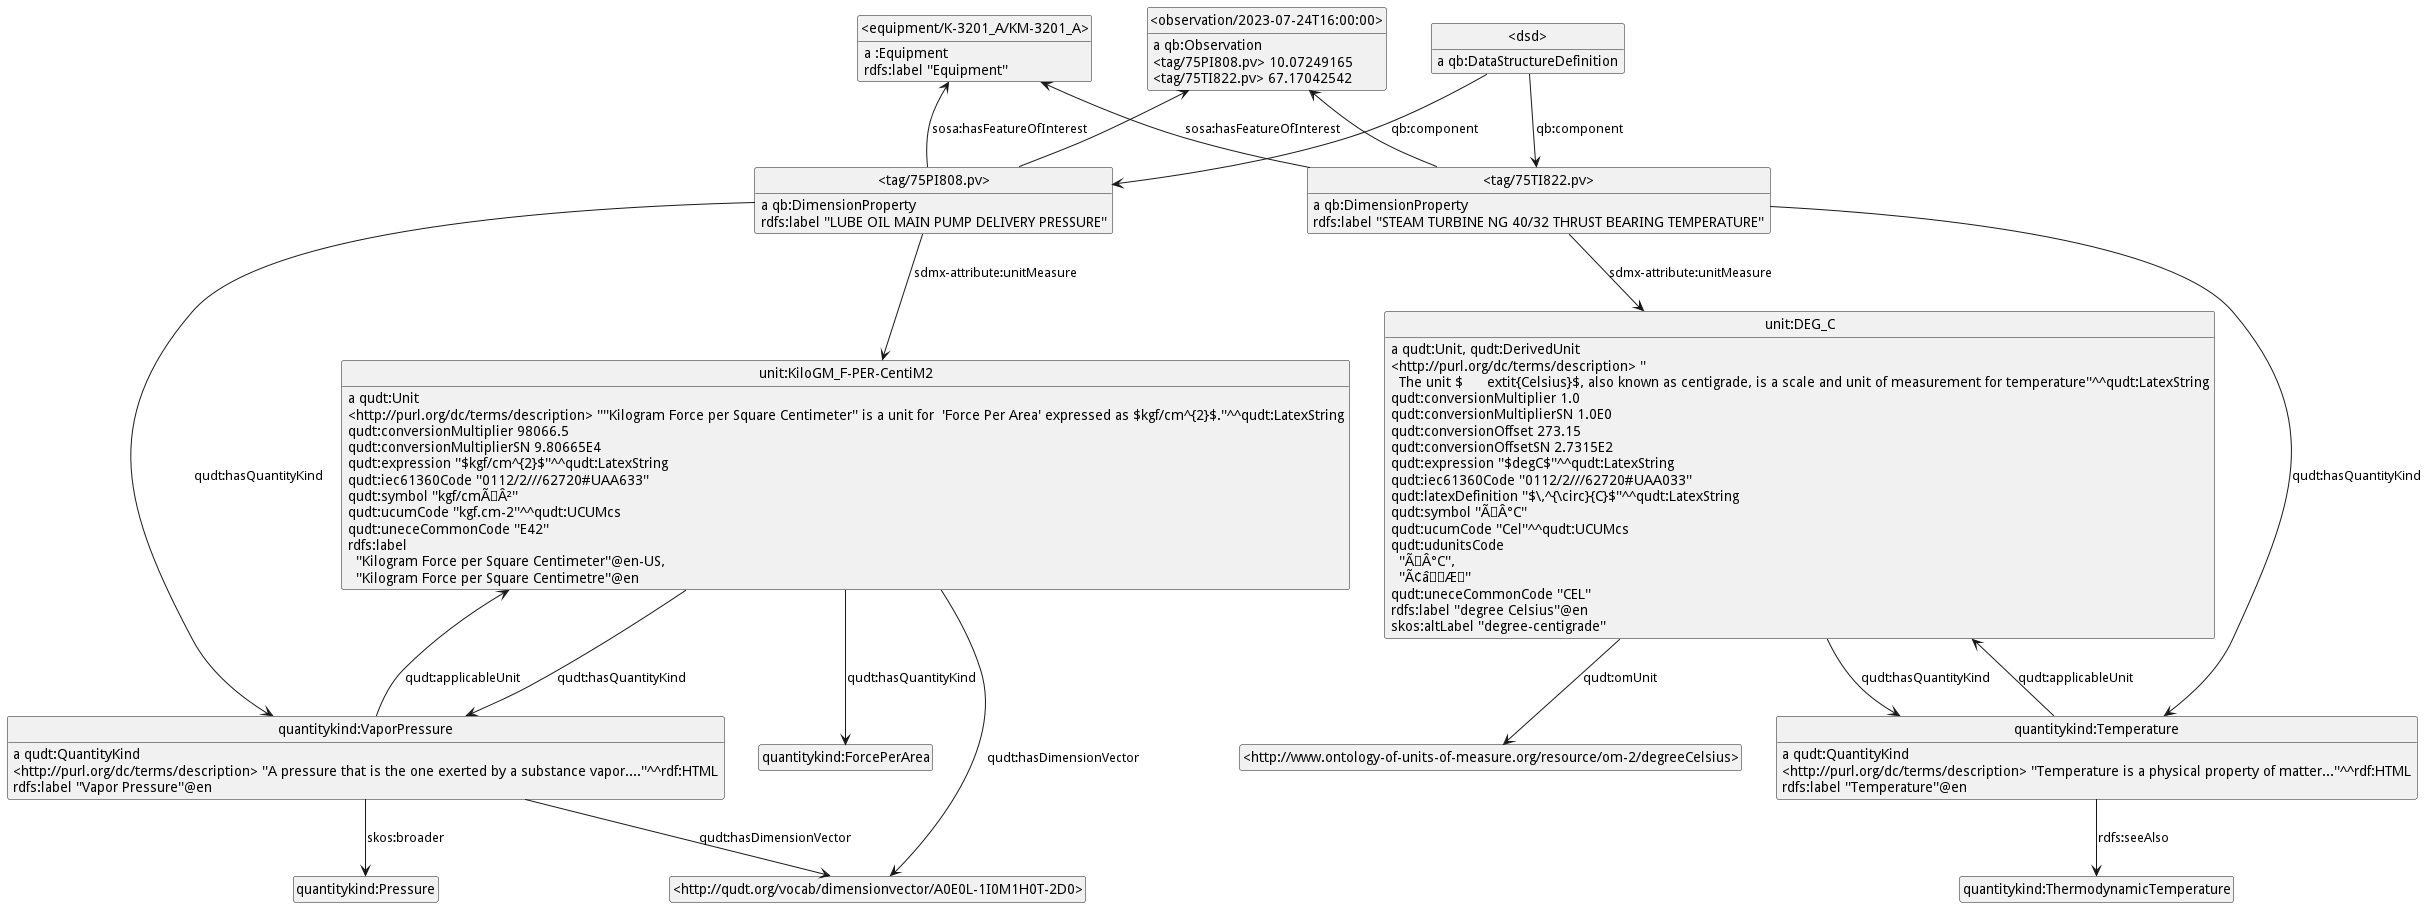 <equipment/K-3201_A/KM-3201_A>
a :Equipment
rdfs:label "Equipment"
<observation/2023-07-24T16:00:00>
a qb:Observation
<tag/75PI808.pv> 10.07249165
<tag/75TI822.pv> 67.17042542
<dsd>
a qb:DataStructureDefinition
sosa:hasFeatureOfInterest
sosa:hasFeatureOfInterest
qb:component
qb:component
<tag/75PI808.pv>
a qb:DimensionProperty
rdfs:label "LUBE OIL MAIN PUMP DELIVERY PRESSURE"
<tag/75TI822.pv>
a qb:DimensionProperty
rdfs:label "STEAM TURBINE NG 40/32 THRUST BEARING TEMPERATURE"
sdmx-attribute:unitMeasure
sdmx-attribute:unitMeasure
unit:KiloGM_F-PER-CentiM2
a qudt:Unit
<http://purl.org/dc/terms/description> ""Kilogram Force per Square Centimeter" is a unit for  'Force Per Area' expressed as $kgf/cm^{2}$."^^qudt:LatexString
qudt:conversionMultiplier 98066.5
qudt:conversionMultiplierSN 9.80665E4
qudt:expression "$kgf/cm^{2}$"^^qudt:LatexString
qudt:iec61360Code "0112/2///62720#UAA633"
qudt:symbol "kgf/cmÃ▯Â²"
qudt:ucumCode "kgf.cm-2"^^qudt:UCUMcs
qudt:uneceCommonCode "E42"
rdfs:label
"Kilogram Force per Square Centimeter"@en-US,
"Kilogram Force per Square Centimetre"@en
unit:DEG_C
a qudt:Unit, qudt:DerivedUnit
<http://purl.org/dc/terms/description> "
The unit $      extit{Celsius}$, also known as centigrade, is a scale and unit of measurement for temperature"^^qudt:LatexString
qudt:conversionMultiplier 1.0
qudt:conversionMultiplierSN 1.0E0
qudt:conversionOffset 273.15
qudt:conversionOffsetSN 2.7315E2
qudt:expression "$degC$"^^qudt:LatexString
qudt:iec61360Code "0112/2///62720#UAA033"
qudt:latexDefinition "$\,^{\circ}{C}$"^^qudt:LatexString
qudt:symbol "Ã▯Â°C"
qudt:ucumCode "Cel"^^qudt:UCUMcs
qudt:udunitsCode
"Ã▯Â°C",
"Ã¢â▯▯Æ▯"
qudt:uneceCommonCode "CEL"
rdfs:label "degree Celsius"@en
skos:altLabel "degree-centigrade"
qudt:hasQuantityKind
qudt:hasQuantityKind
qudt:applicableUnit
qudt:hasQuantityKind
qudt:hasQuantityKind
qudt:omUnit
qudt:hasQuantityKind
qudt:applicableUnit
quantitykind:VaporPressure
a qudt:QuantityKind
<http://purl.org/dc/terms/description> "A pressure that is the one exerted by a substance vapor...."^^rdf:HTML
rdfs:label "Vapor Pressure"@en
quantitykind:ForcePerArea
qudt:hasDimensionVector
<http://www.ontology-of-units-of-measure.org/resource/om-2/degreeCelsius>
quantitykind:Temperature
a qudt:QuantityKind
<http://purl.org/dc/terms/description> "Temperature is a physical property of matter..."^^rdf:HTML
rdfs:label "Temperature"@en
skos:broader
qudt:hasDimensionVector
rdfs:seeAlso
quantitykind:Pressure
<http://qudt.org/vocab/dimensionvector/A0E0L-1I0M1H0T-2D0>
quantitykind:ThermodynamicTemperature